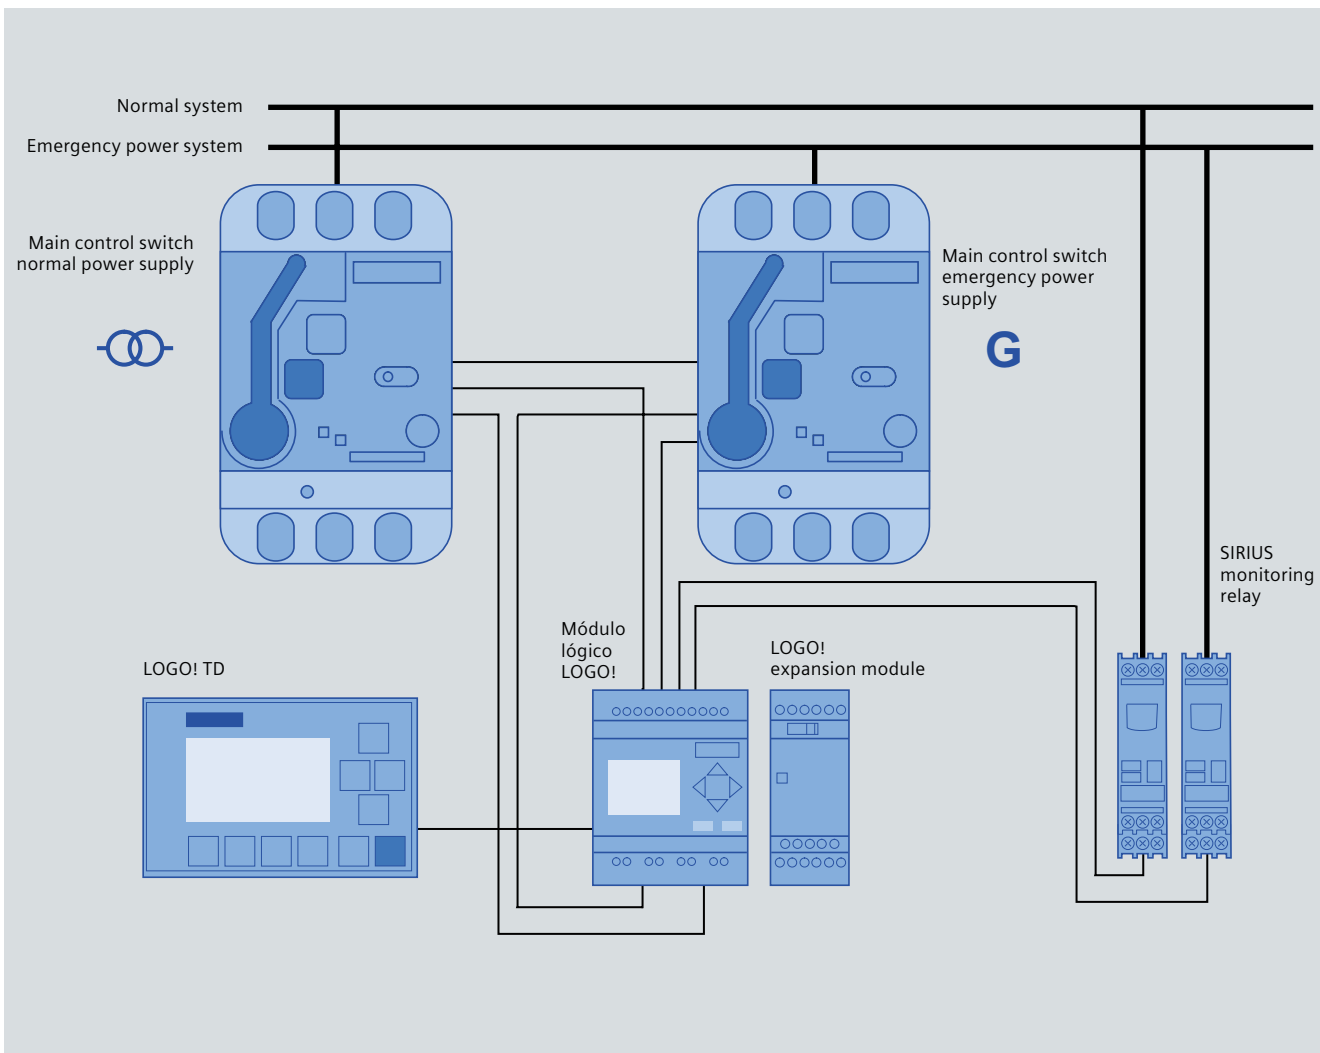 Normal system
Emergency power system
Main control switch
normal power supply
Main control switch
emergency power
supply
G
SIRIUS
monitoring
relay
Módulo
lógico
LOGO!
LOGO!
expansion module
LOGO! TD